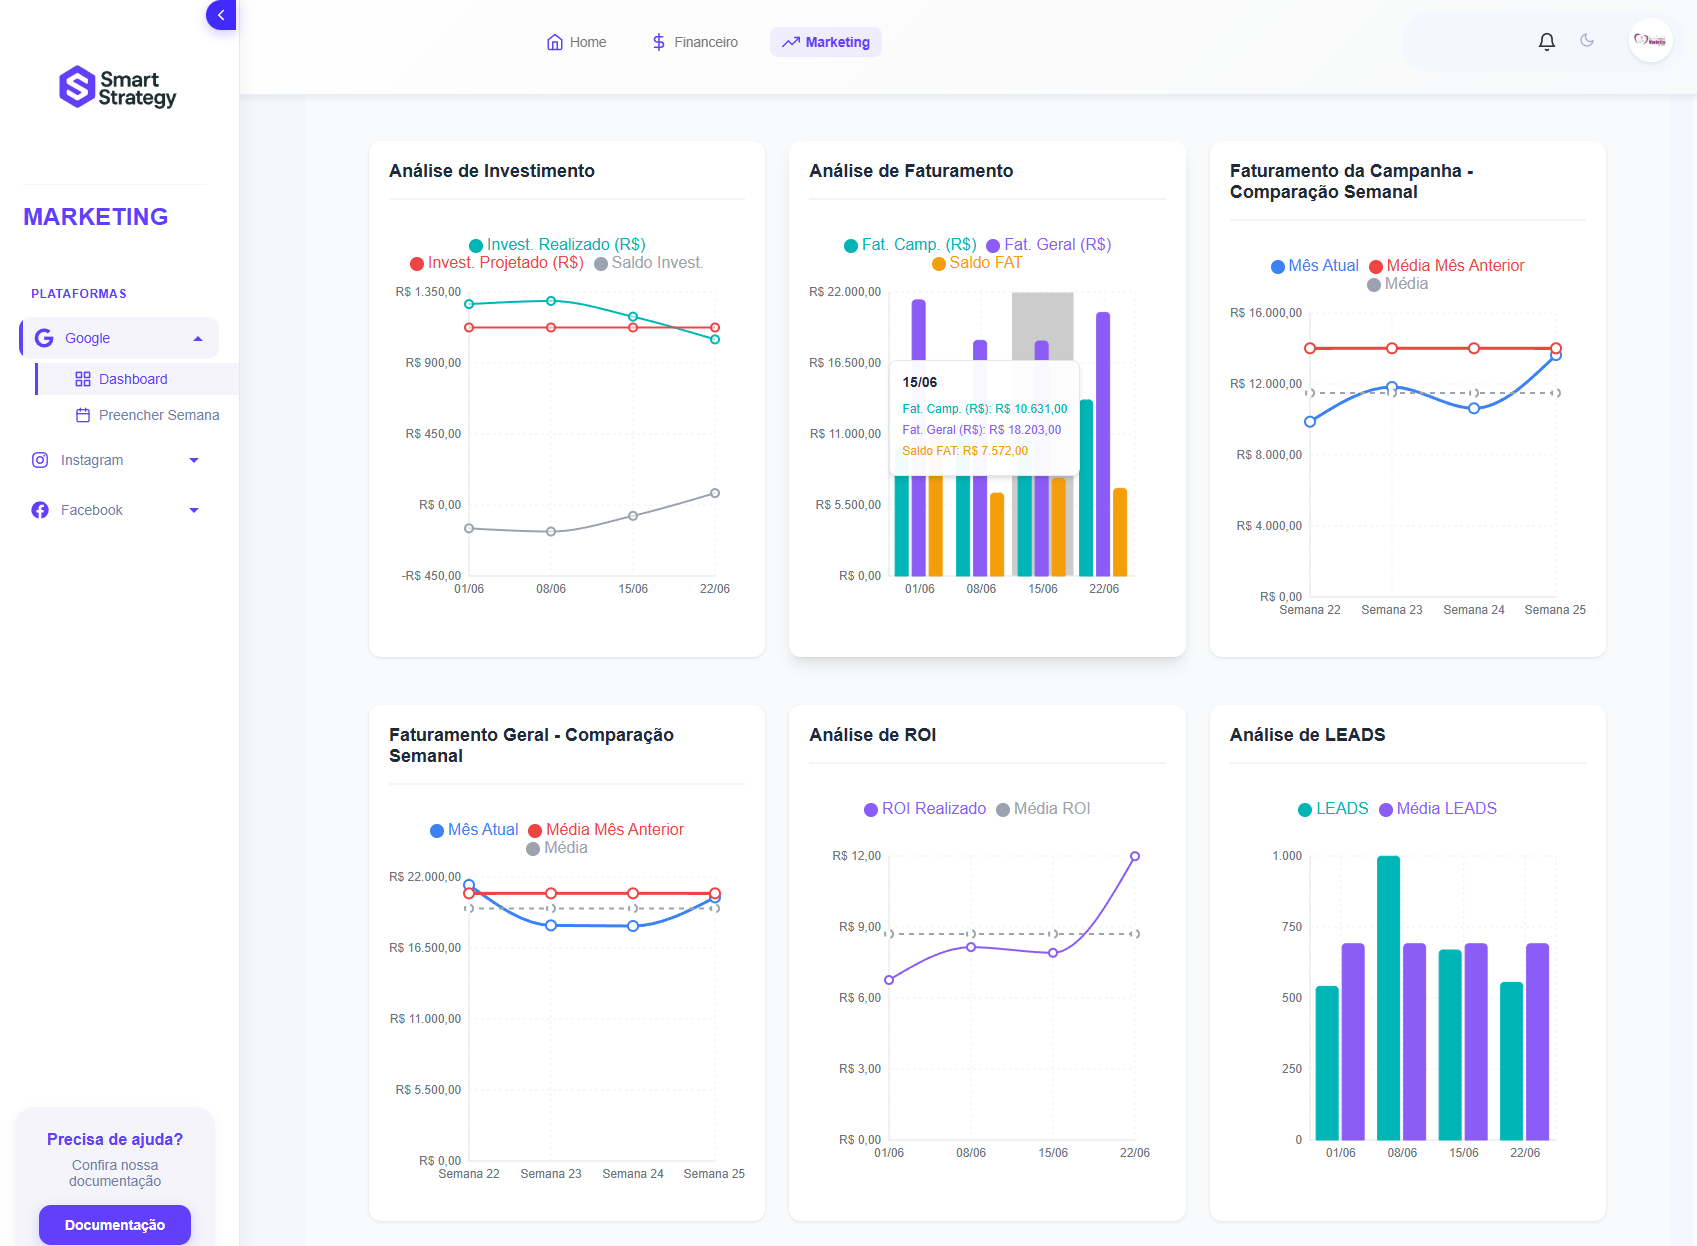 Home
Financeiro
Marketing
Smart
Strategy
MARKETING
PLATAFORMAS
Google
Dashboard
Preencher Semana
Instagram
Facebook
Precisa de ajuda?
Confira nossa
documentação
Documentação
Análise de Investimento
Invest. Realizado (R$)
Invest. Projetado (R$) Saldo Invest.
R$ 1.350,00
R$ 900,00
R$ 450,00
R$ 0,00
-R$ 450,00
01/06 08/06 15/06 22/06
Análise de Faturamento
Fat. Camp. (R$) Fat. Geral (R$)
Saldo FAT
R$ 22.000,00
R$ 16.500,00
R$ 11.000,00
R$ 5.500,00
R$ 0,00
15/06
Fat. Camp. (R$): R$ 10.631,00
Fat. Geral (R$): R$ 18.203,00
Saldo FAT: R$ 7.572,00
01/06 08/06 15/06 22/06
Faturamento da Campanha -
Comparação Semanal
Mês Atual Média Mês Anterior
Média
R$ 16.000,00
R$ 12.000,00
R$ 8.000,00
R$ 4.000,00
R$ 0,00
Semana 22 Semana 23 Semana 24 Semana 25
Faturamento Geral - Comparação
Semanal
Mês Atual Média Mês Anterior
Média
R$ 22.000,00
R$ 16.500,00
R$ 11.000,00
R$ 5.500,00
R$ 0,00
Semana 22 Semana 23 Semana 24 Semana 25
Análise de ROI
ROI Realizado Média ROI
R$ 12,00
R$ 9,00
R$ 6,00
R$ 3,00
R$ 0,00
01/06 08/06 15/06 22/06
Análise de LEADS
LEADS Média LEADS
1.000
750
500
250
0
01/06 08/06 15/06 22/06